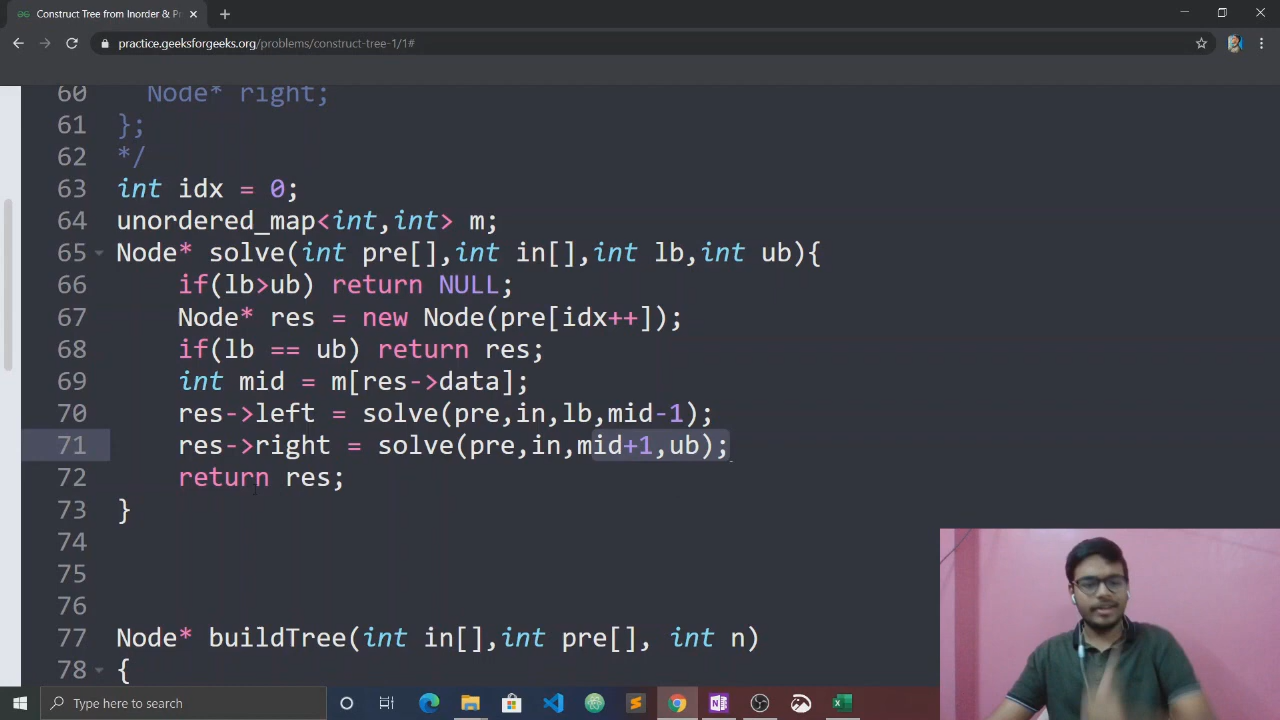 Construct Tree from Inorder & Pr
practice.geeksforgeeks.org/problems/construct-tree-1/1#
60 Node* right;
61 };
62 */
63 int idx = 0;
64 unordered_map<int,int> m;
65 Node* solve(int pre[],int in[],int lb,int ub){
66 if(lb>ub) return NULL;
67 Node* res = new Node(pre[idx++]);
68 if(lb == ub) return res;
69 int mid = m[res->data];
70 res->left = solve(pre,in,lb,mid-1);
71 res->right = solve(pre,in,mid+1,ub);
72 return res;
73 }
74
75
76
77 Node* buildTree(int in[],int pre[], int n)
78 {
Type here to search